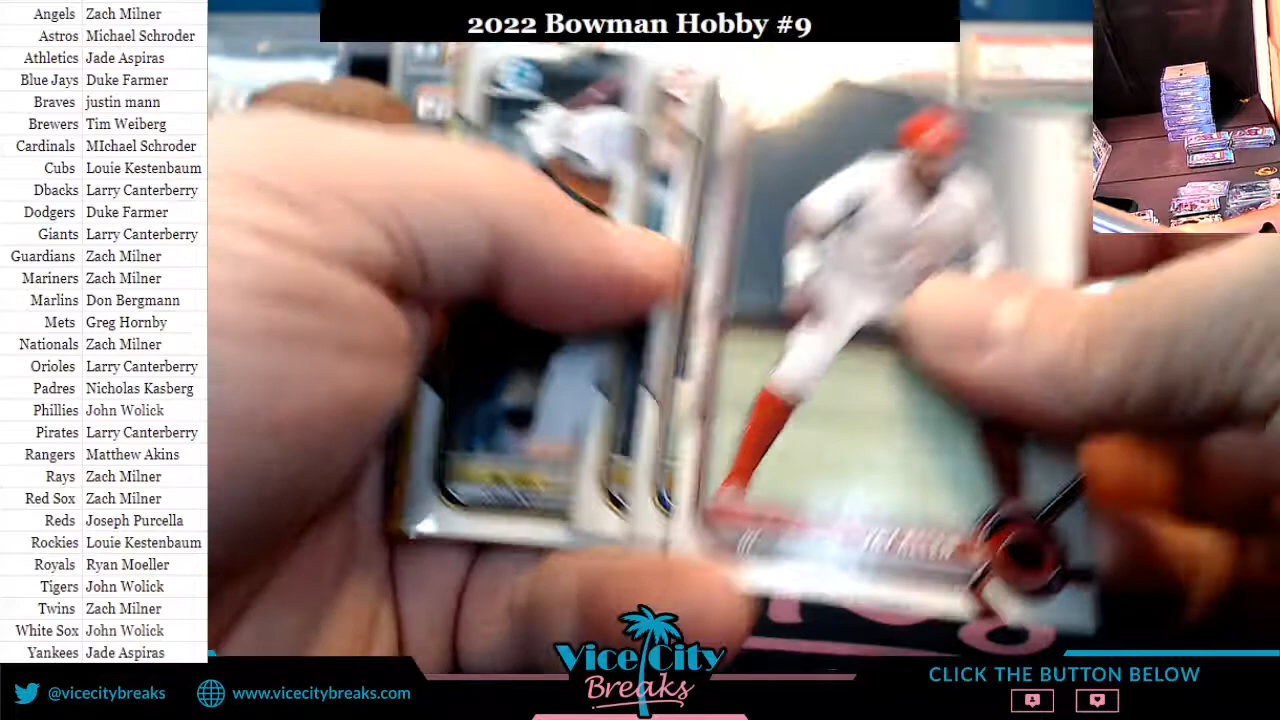 2022 Bowman Hobby #9
Angels Zach Milner
Astros Michael Schroder
Athletics Jade Aspiras
Blue Jays Duke Farmer
Braves justin mann
Brewers Tim Weiberg
Cardinals MIchael Schroder
Cubs Louie Kestenbaum
Dbacks Larry Canterberry
Dodgers Duke Farmer
Giants Larry Canterberry
Guardians Zach Milner
Mariners Zach Milner
Marlins Don Bergmann
Mets Greg Hornby
Nationals Zach Milner
Orioles Larry Canterberry
Padres Nicholas Kasberg
Phillies John Wolick
Pirates Larry Canterberry
Rangers Matthew Akins
Rays Zach Milner
Red Sox Zach Milner
Reds Joseph Purcella
Rockies Louie Kestenbaum
Royals Ryan Moeller
Tigers John Wolick
Twins Zach Milner
White Sox John Wolick
Yankees Jade Aspiras
@vicecitybreaks
www.vicecitybreaks.com
Vice City
Breaks
CLICK THE BUTTON BELOW